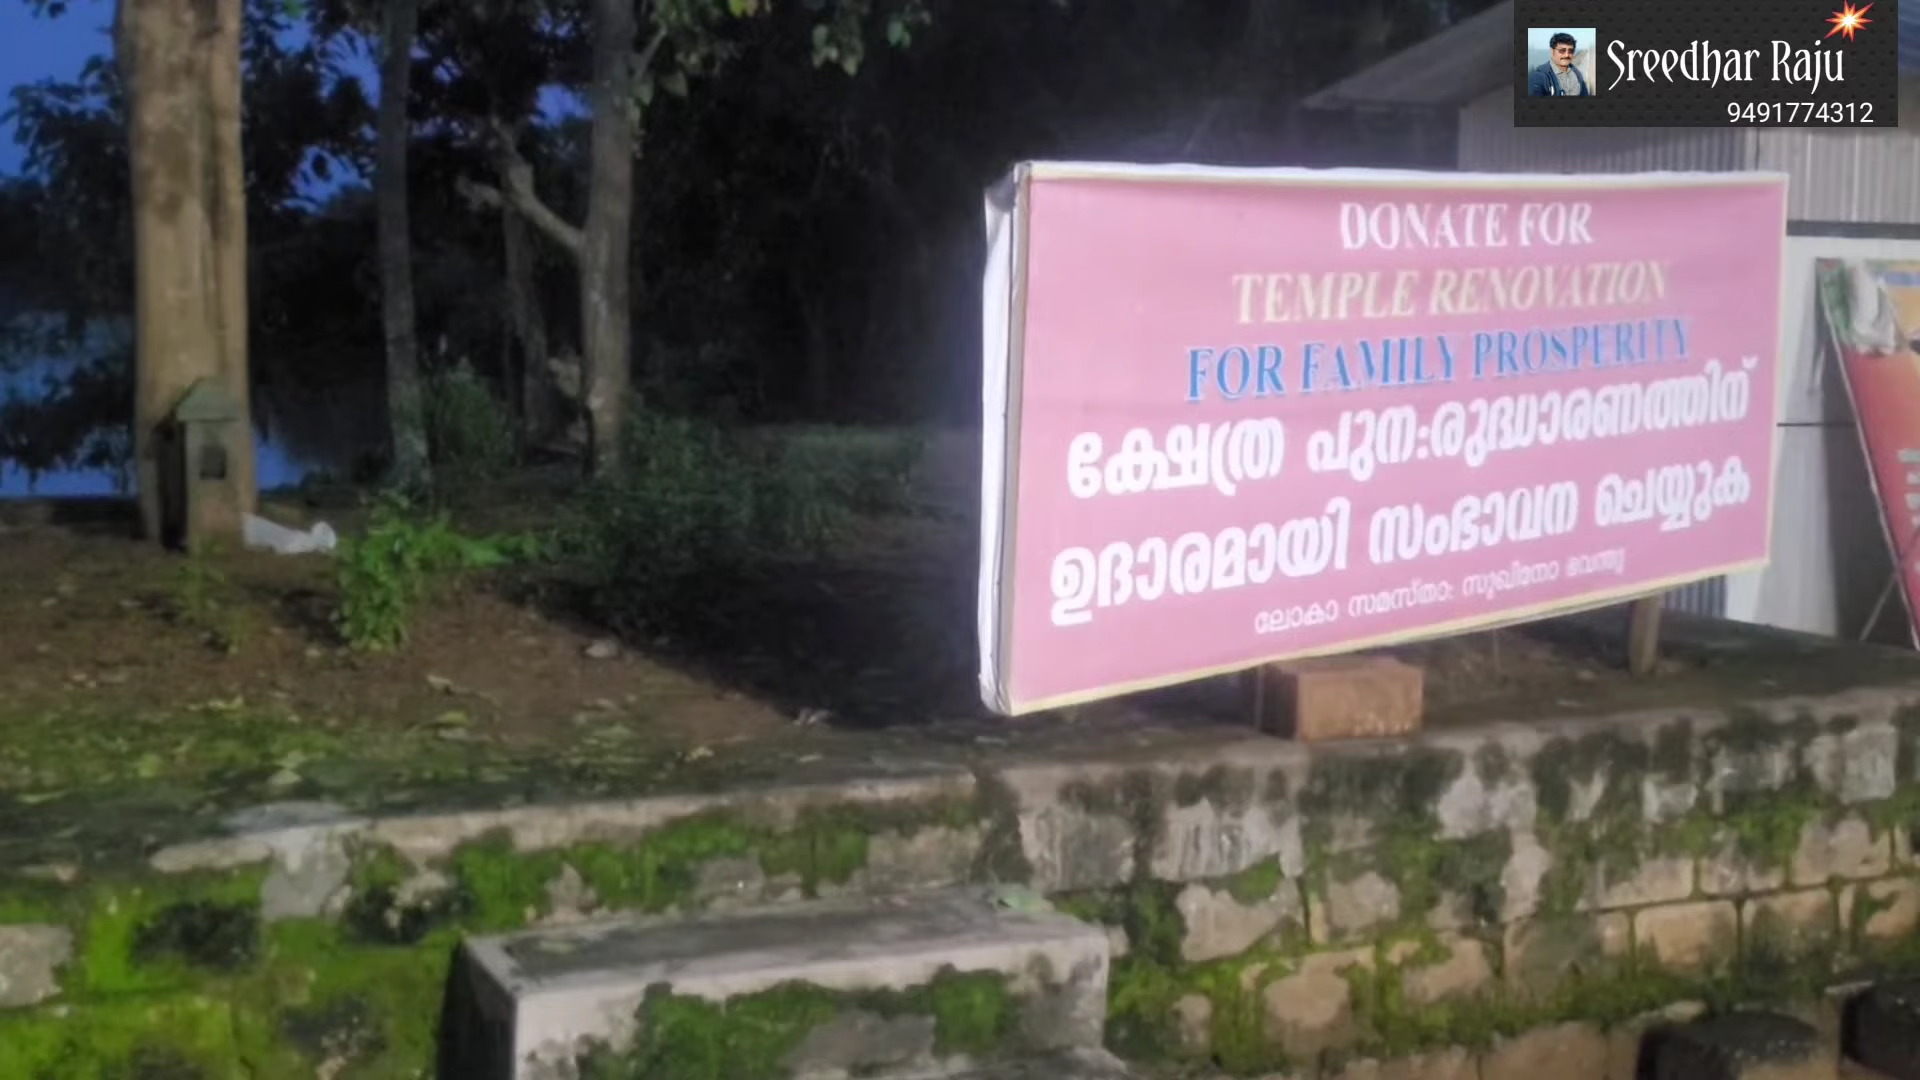 Sreedhar Raju
9491774312
DONATE FOR
TEMPLE RENOVATION
FOR FAMILY PROSPERITY
ക്ഷേത്ര പുന:രുദ്ധാരണത്തിന്
ഉദാരമായി സംഭാവന ചെയ്യുക
ലോകാ സമസ്താ: സുഖിനോ ഭവന്തു